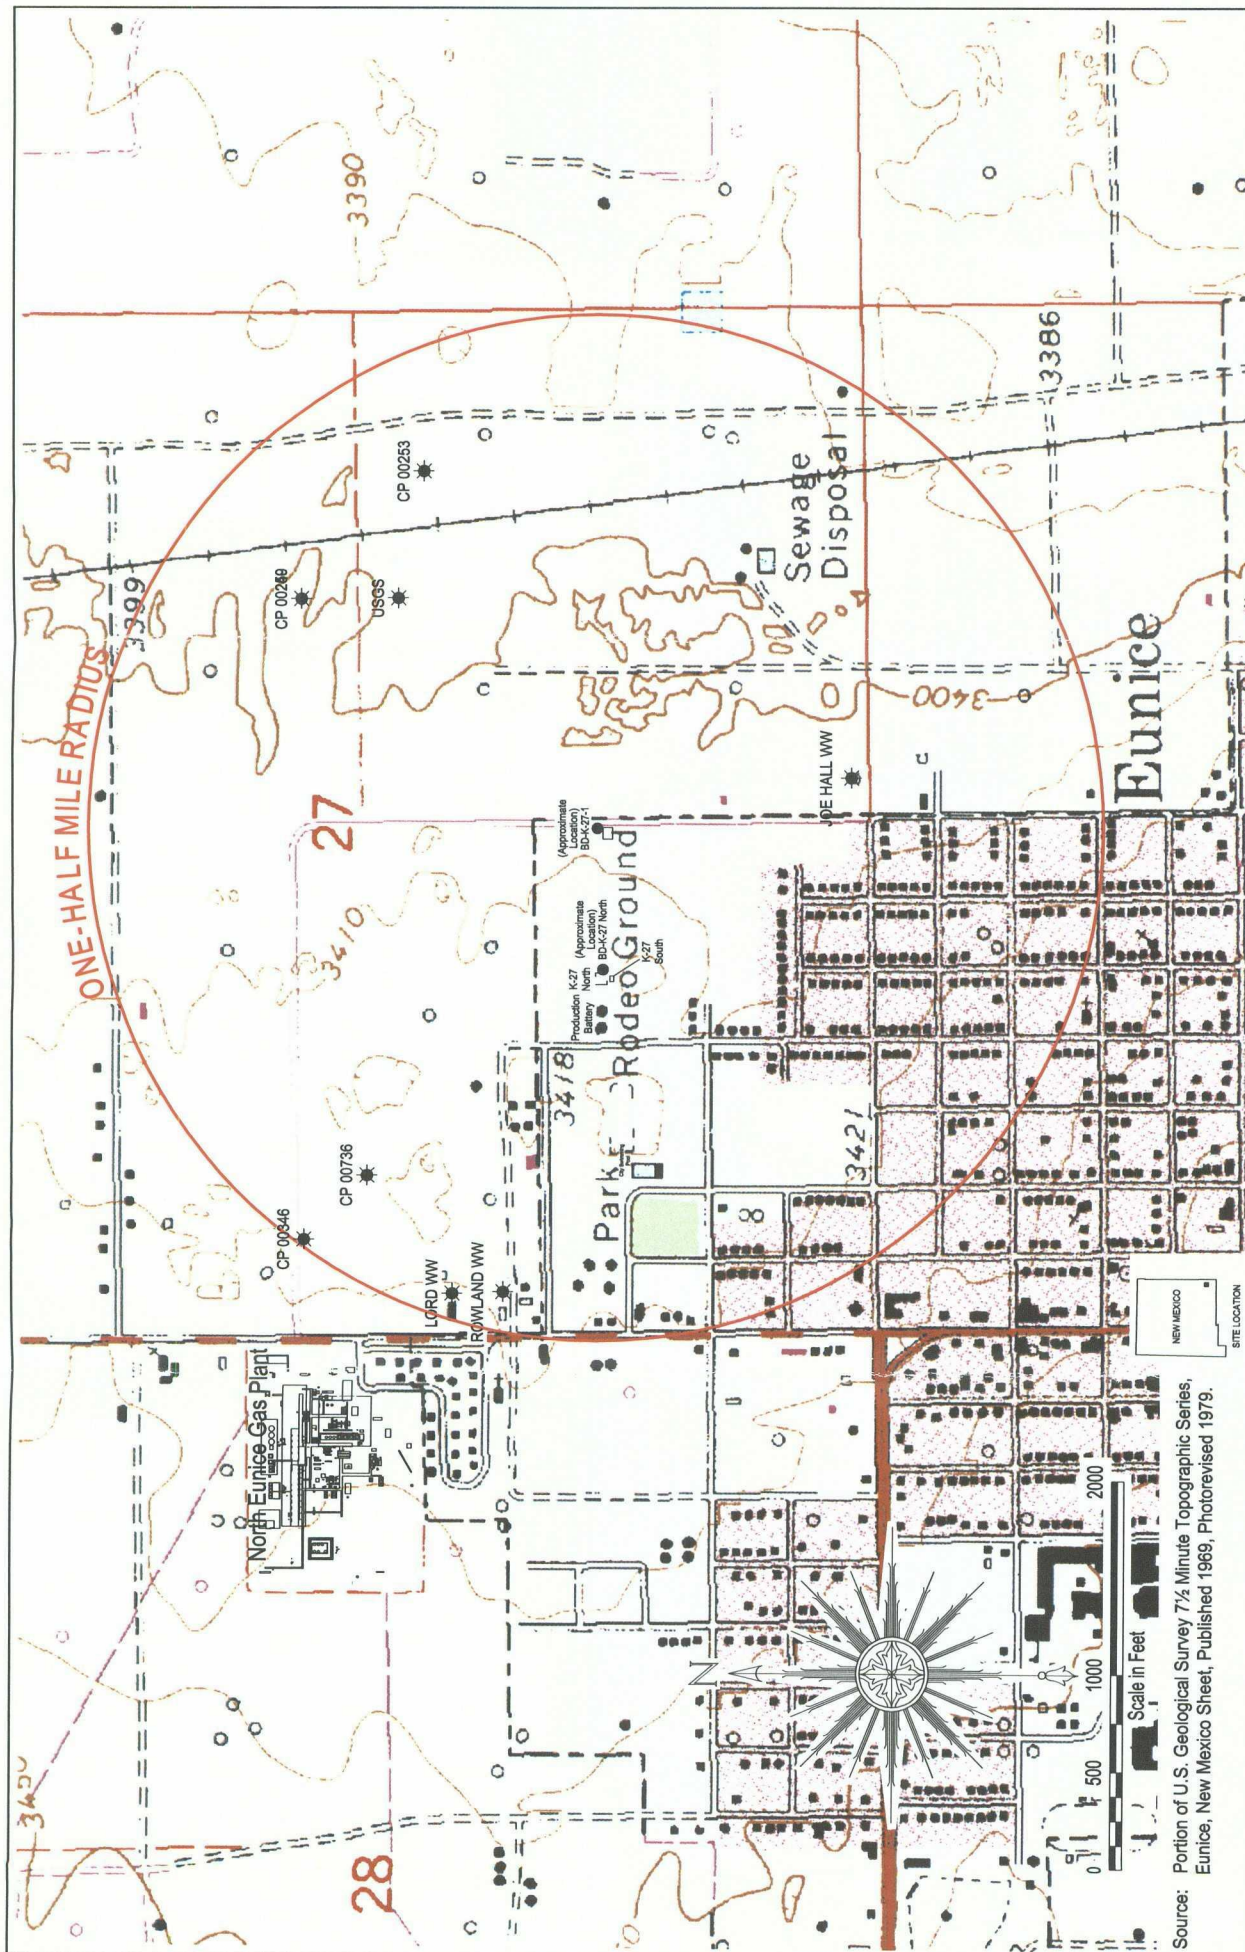 ONE-HALF MILE RADIUS
North Eunice Gas Plant
CP 00346
CP 00736
LORD WW
ROWLAND WW
27
28
3410
3399
3390
CP 00253
USGS
3418
Park
Rodeo Ground
Production
Battery
K-27
North
(Approximate
Location)
BD-K-27 North
K-27
South
(Approximate
Location)
BD-K-27-1
Sewage
Disposal
JOE HALL WW
3421
3400
3386
Eunice
N
0
500
1000
2000
Scale in Feet
NEW MEXICO
SITE LOCATION
Source: Portion of U.S. Geological Survey 7½ Minute Topographic Series,
Eunice, New Mexico Sheet, Published 1969, Photorevised 1979.